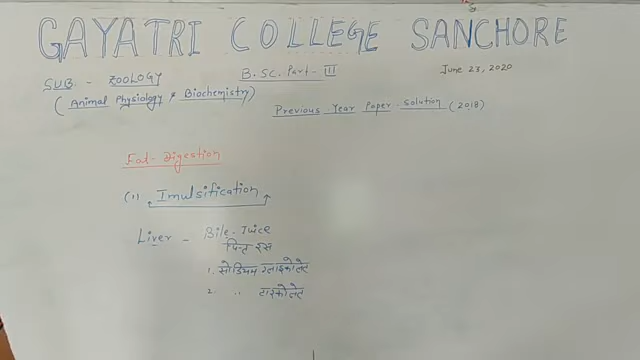 GAYATRI COLLEGE SANCHORE
SUB - ZOOLOGY
B.SC. Part - III
June 23, 2020
(Animal Physiology & Biochemistry)
Previous Year Paper Solution (2018)
Fat-Digestion
(1) Imulsification
Liver - Bile-Juice
पित्त रस
1. सोडियम ग्लाइकोलेट
2. " टारकोलेट